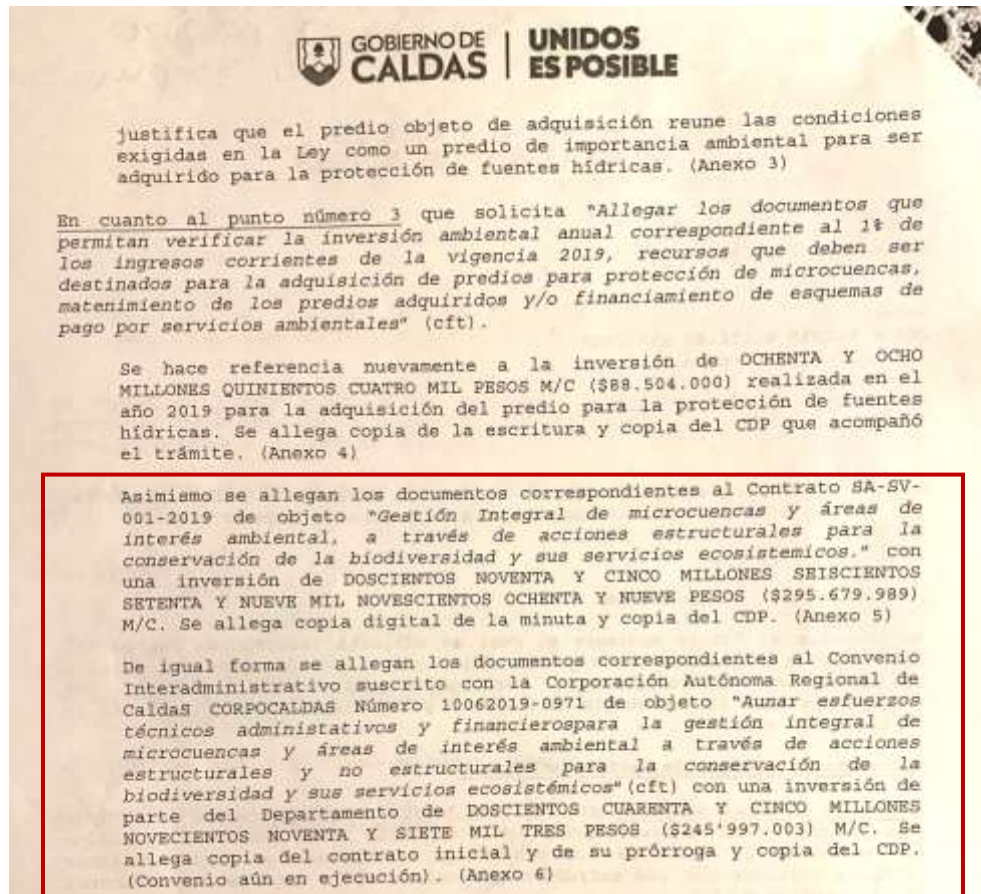 GOBIERNO DE CALDAS | UNIDOS ES POSIBLE
justifica que el predio objeto de adquisición reune las condiciones
exigidas en la Ley como un predio de importancia ambiental para ser
adquirido para la protección de fuentes hídricas. (Anexo 3)
En cuanto al punto número 3 que solicita "Allegar los documentos que
permitan verificar la inversión ambiental anual correspondiente al 1% de
los ingresos corrientes de la vigencia 2019, recursos que deben ser
destinados para la adquisición de predios para protección de microcuencas,
matenimiento de los predios adquiridos y/o financiamiento de esquemas de
pago por servicios ambientales" (cft).
Se hace referencia nuevamente a la inversión de OCHENTA Y OCHO
MILLONES QUINIENTOS CUATRO MIL PESOS M/C ($88.504.000) realizada en el
año 2019 para la adquisición del predio para la protección de fuentes
hídricas. Se allega copia de la escritura y copia del CDP que acompañó
el trámite. (Anexo 4)
Asimismo se allegan los documentos correspondientes al Contrato SA-SV-
001-2019 de objeto "Gestión Integral de microcuencas y áreas de
interés ambiental, a través de acciones estructurales para la
conservación de la biodiversidad y sus servicios ecosistemicos." con
una inversión de DOSCIENTOS NOVENTA Y CINCO MILLONES SEISCIENTOS
SETENTA Y NUEVE MIL NOVESCIENTOS OCHENTA Y NUEVE PESOS ($295.679.989)
M/C. Se allega copia digital de la minuta y copia del CDP. (Anexo 5)
De igual forma se allegan los documentos correspondientes al Convenio
Interadministrativo suscrito con la Corporación Autónoma Regional de
CaldaS CORPOCALDAS Número 10062019-0971 de objeto "Aunar esfuerzos
técnicos administativos y financierospara la gestión integral de
microcuencas y áreas de interés ambiental a través de acciones
estructurales y no estructurales para la conservación de la
biodiversidad y sus servicios ecosistémicos"(cft) con una inversión de
parte del Departamento de DOSCIENTOS CUARENTA Y CINCO MILLONES
NOVECIENTOS NOVENTA Y SIETE MIL TRES PESOS ($245'997.003) M/C. Se
allega copia del contrato inicial y de su prórroga y copia del CDP.
(Convenio aún en ejecución). (Anexo 6)